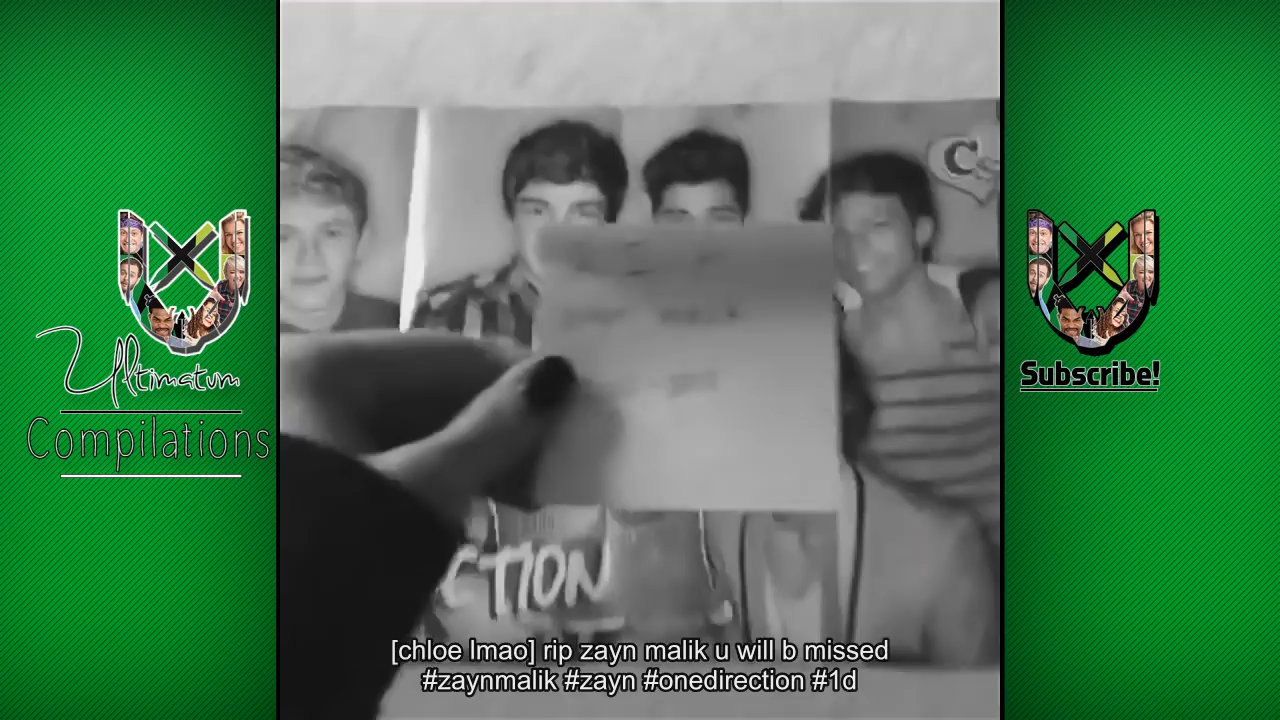 C
Ultimatum
Compilations
Subscribe!
CTION
[chloe lmao] rip zayn malik u will b missed
#zaynmalik #zayn #onedirection #1d